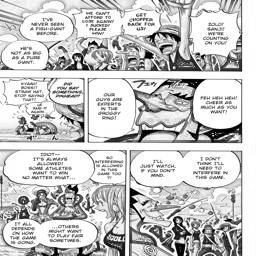 ZOLO!
WE'RE
COUNTING
ON YOU!
GET
CHOPPER
BACK FOR
US!
WE CAN'T
AFFORD TO
LOSE AGAIN!
I'VE
NEVER SEEN
A FISH-GIANT
BEFORE.
HE'S
NOT AS BIG
AS A PURE
GIANT.
FEH HEH HEH!
CHEER AS
MUCH AS YOU
WANT!
OUR GUYS
ARE EXPERTS
IN THE
GROGGY
RING!
DID YOU
SAY
SOMETHING,
BOSS!!
STRAW HAT,
STOP SAYING
THAT!
I DON'T
THINK I'LL
NEED TO
INTERFERE IN
THIS GAME.
I'LL
JUST WATCH,
IF YOU
DON'T MIND.
SO
INTERFERING
IS ALLOWED
IN THIS
GAME TOO
?!
IDIOT--
IT'S
ALWAYS
ALLOWED!
SOME
ATHLETES
WANT TO WIN
NO MATTER
WHAT...
...OTHERS
MIGHT
WANT TO
PLAY FAIR
SOMETIMES.
IT ALL
DEPENDS
ON HOW
THE GAME
IS GOING.